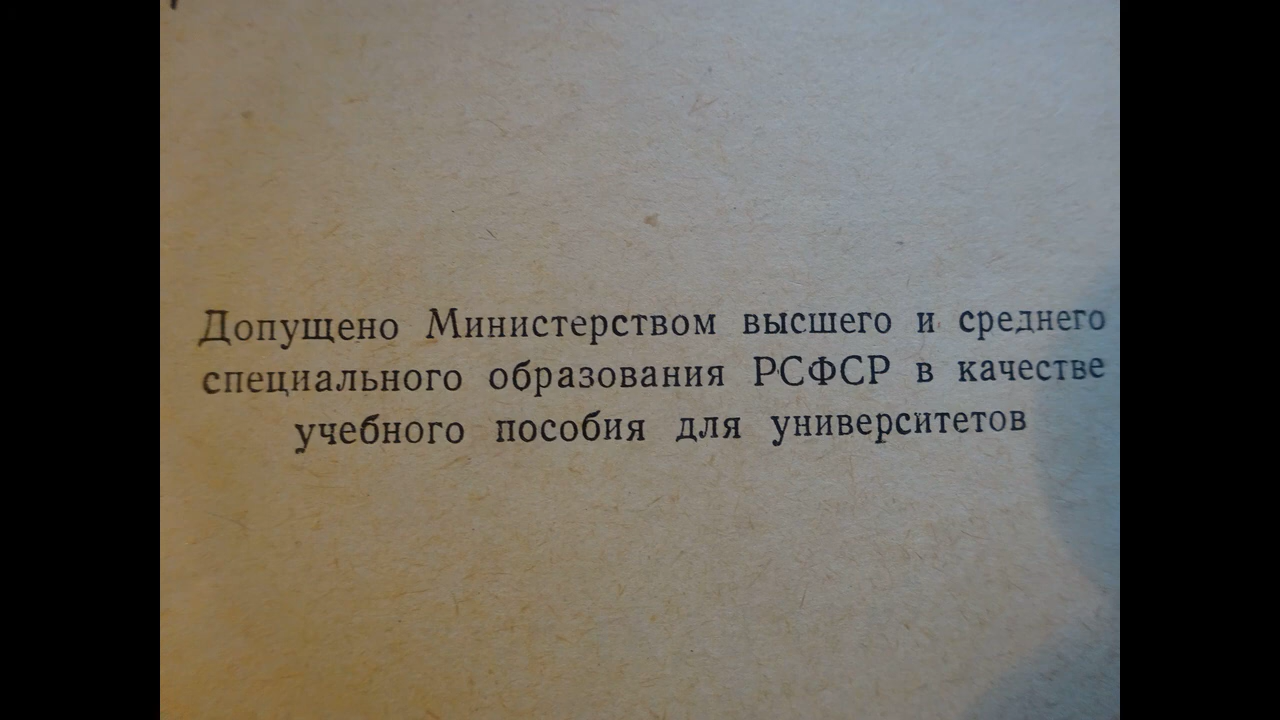 Допущено Министерством высшего и среднего
специального образования РСФСР в качестве
учебного пособия для университетов